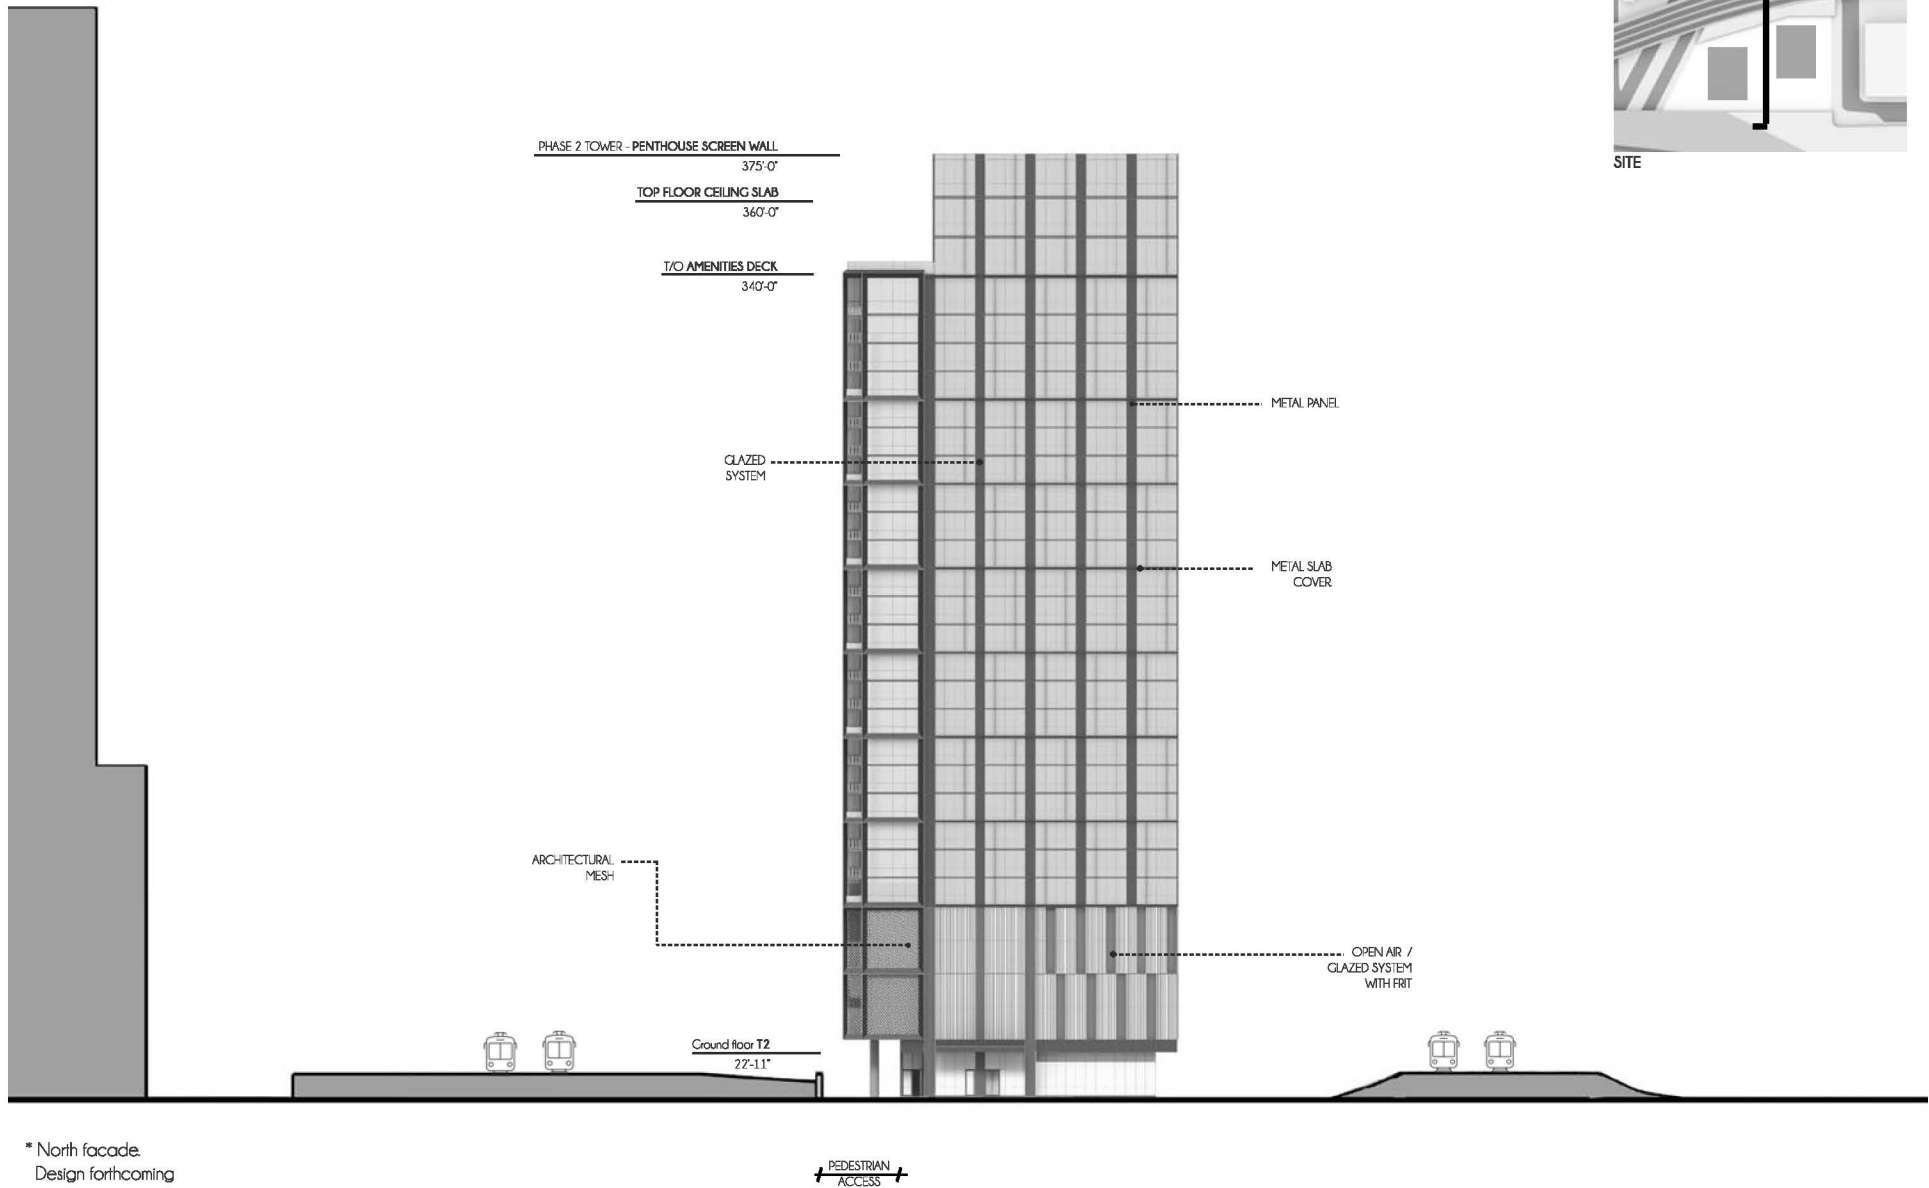 SITE
PHASE 2 TOWER - PENTHOUSE SCREEN WALL
375'-0"
TOP FLOOR CEILING SLAB
360'-0"
T/O AMENITIES DECK
340'-0"
METAL PANEL
GLAZED
SYSTEM
METAL SLAB
COVER
ARCHITECTURAL
MESH
OPEN AIR /
GLAZED SYSTEM
WITH FRIT
Ground floor T2
22'-11"
* North facade.
Design forthcoming
PEDESTRIAN
ACCESS